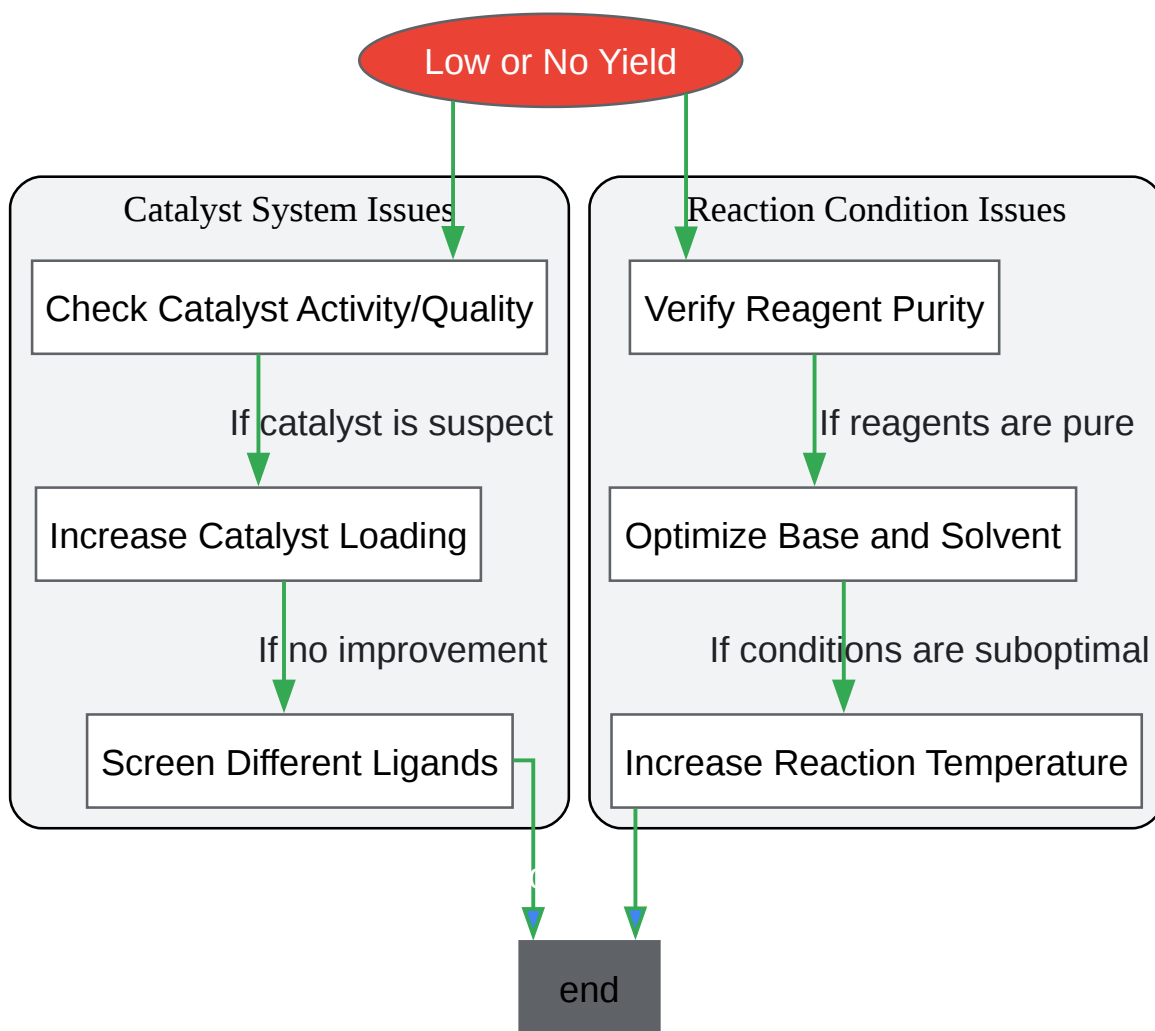 Low or No Yield
Catalyst System Issues
Check Catalyst Activity/Quality
If catalyst is suspect
Increase Catalyst Loading
If no improvement
Screen Different Ligands
Reaction Condition Issues
Verify Reagent Purity
If reagents are pure
Optimize Base and Solvent
If conditions are suboptimal
Increase Reaction Temperature
end